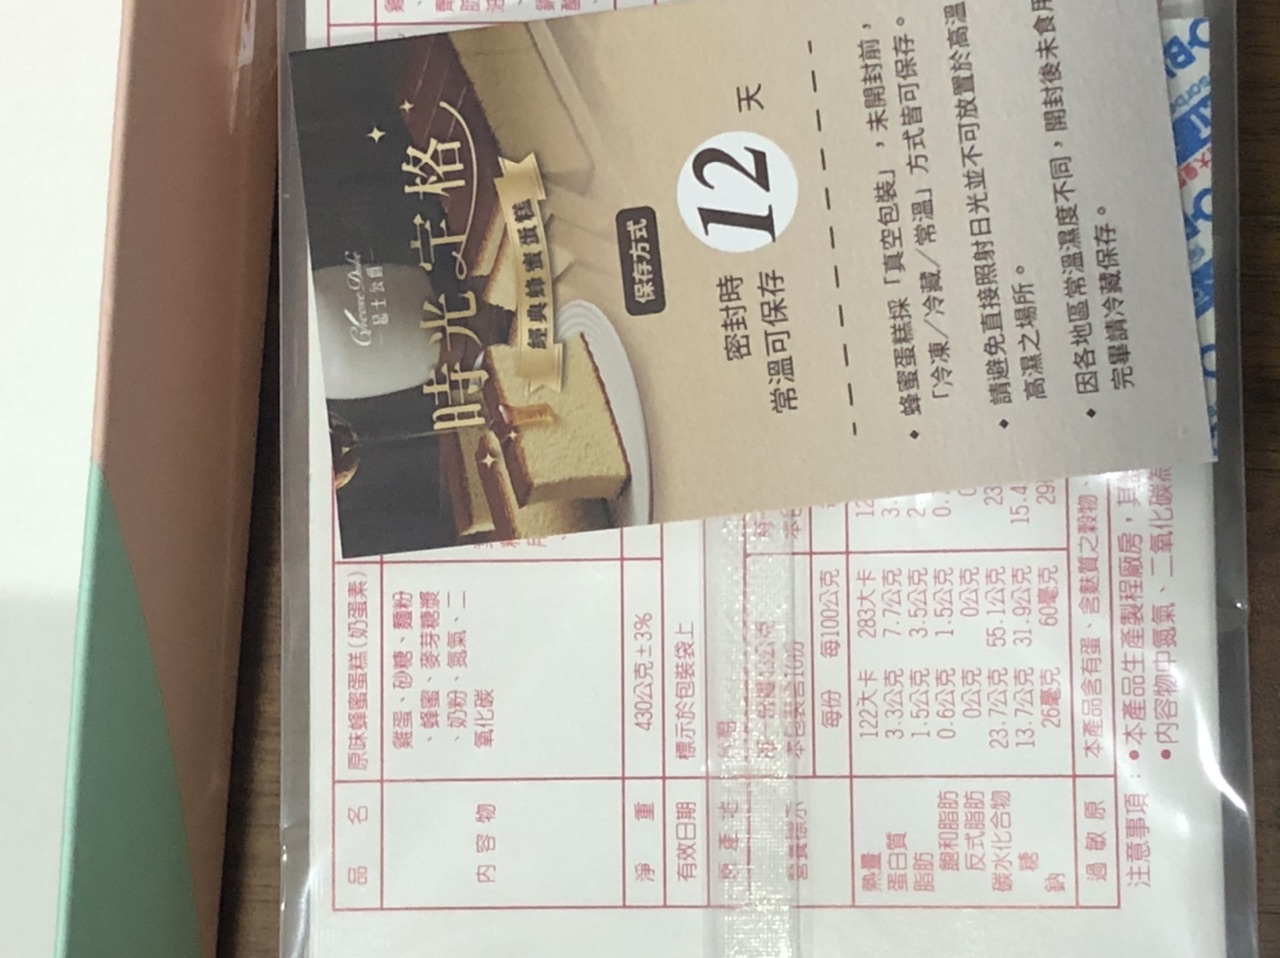 Encore Dolci
品士公爵
時光定格
經典蜂蜜蛋糕
保存方式
密封時
常溫可保存
12
天
◆ 蜂蜜蛋糕採「真空包裝」,未開封前,
「冷凍/冷藏/常溫」方式皆可保存。
◆ 請避免直接照射日光並不可放置於高溫
高濕之場所。
◆ 因各地區常溫濕度不同,開封後未食用
完畢請冷藏保存。
品 名 原味蜂蜜蛋糕(奶蛋素)
內 容 物
雞蛋、砂糖、麵粉
、蜂蜜、麥芽糖漿
、奶粉、氮氣、二
氧化碳
淨 重 430公克±3%
有效日期 標示於包裝袋上
營養標示
每份 每100公克
熱量 122大卡 283大卡
蛋白質 3.3公克 7.7公克
脂肪 1.5公克 3.5公克
飽和脂肪 0.6公克 1.5公克
反式脂肪 0公克 0公克
碳水化合物 23.7公克 55.1公克
糖 13.7公克 31.9公克
鈉 26毫克 60毫克
過 敏 原 本產品含有蛋、含麩質之穀物、
注意事項:●本產品生產製程廠房,其
●內容物中氮氣、二氧化碳